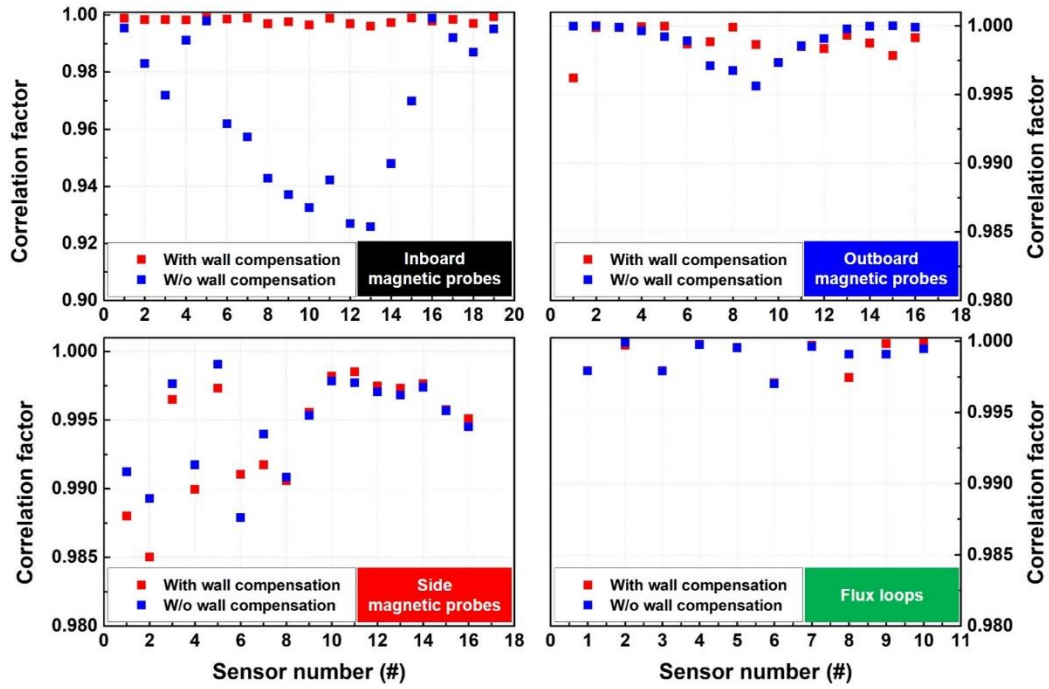 1.00
0.98
0.96
0.94
0.92
0.90
Correlation factor
With wall compensation
W/o wall compensation
Inboard
magnetic probes
0 2 4 6 8 10 12 14 16 18 20
1.000
0.995
0.990
0.985
0.980
Correlation factor
With wall compensation
W/o wall compensation
Outboard
magnetic probes
0 2 4 6 8 10 12 14 16 18
1.000
0.995
0.990
0.985
0.980
Correlation factor
With wall compensation
W/o wall compensation
Side
magnetic probes
0 2 4 6 8 10 12 14 16 18
Sensor number (#)
1.000
0.995
0.990
0.985
0.980
Correlation factor
With wall compensation
W/o wall compensation
Flux loops
1 2 3 4 5 6 7 8 9 10 11
Sensor number (#)